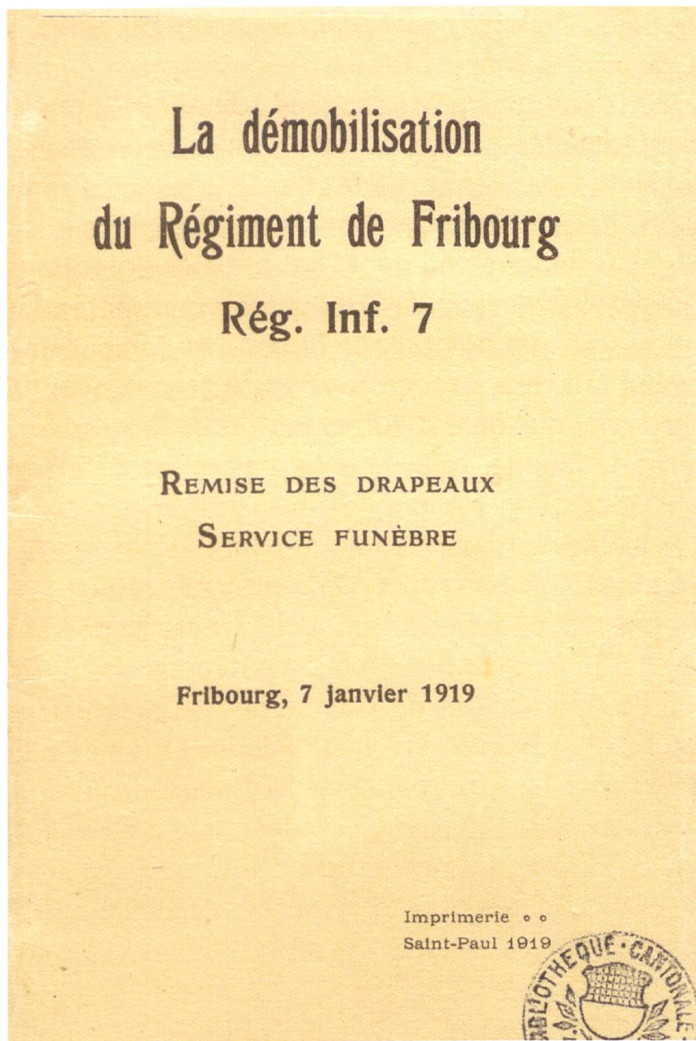 La démobilisation
du Régiment de Fribourg
Rég. Inf. 7
REMISE DES DRAPEAUX
SERVICE FUNÈBRE
Fribourg, 7 janvier 1919
Imprimerie
Saint-Paul 1919
BIBLIOTHEQUE · CANTONALE ·